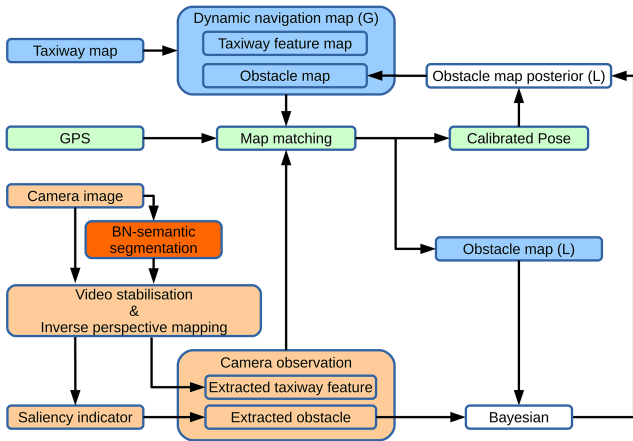 Dynamic navigation map (G)
Taxiway map
Taxiway feature map
Obstacle map
Obstacle map posterior (L)
GPS
Map matching
Calibrated Pose
Camera image
BN-semantic
segmentation
Obstacle map (L)
Video stabilisation
&
Inverse perspective mapping
Camera observation
Extracted taxiway feature
Saliency indicator
Extracted obstacle
Bayesian